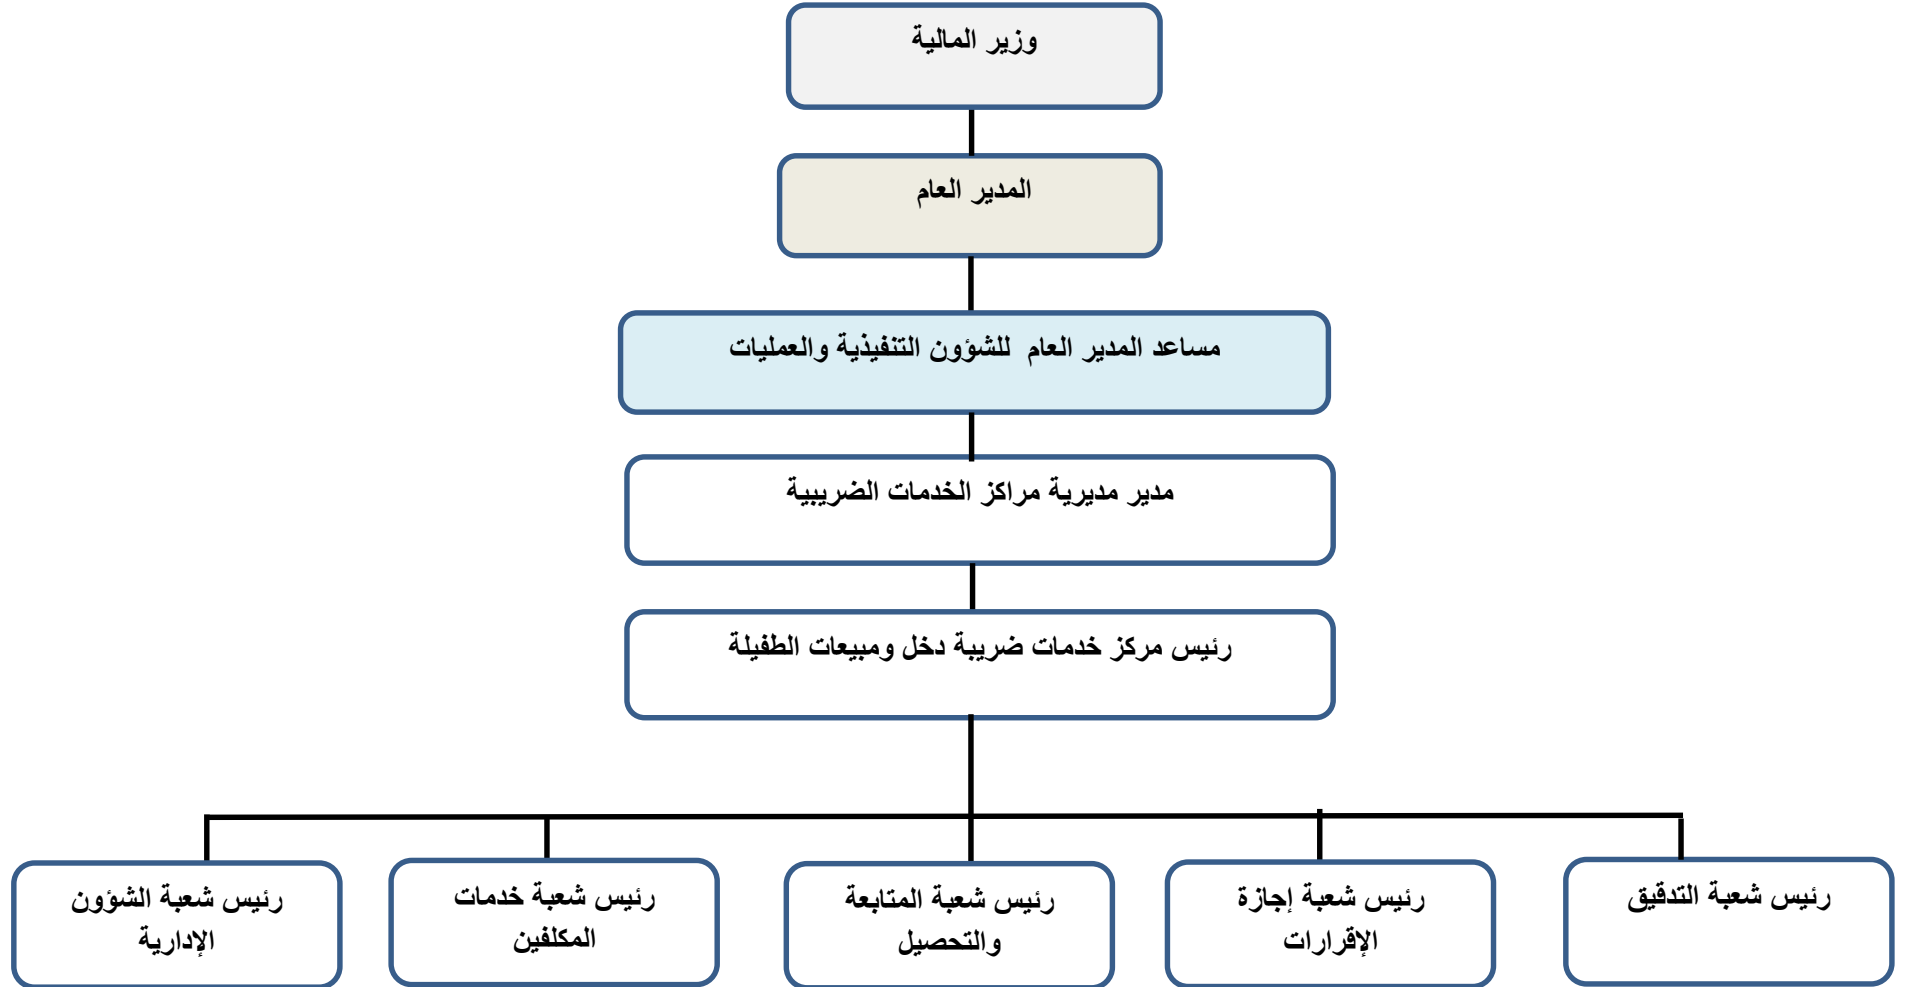 وزير المالية
المدير العام
مساعد المدير العام للشؤون التنفيذية والعمليات
مدير مديرية مراكز الخدمات الضريبية
رئيس مركز خدمات ضريبة دخل ومبيعات الطفيلة
رئيس شعبة التدقيق
رئيس شعبة إجازة
الإقرارات
رئيس شعبة المتابعة
والتحصيل
رئيس شعبة خدمات
المكلفين
رئيس شعبة الشؤون
الإدارية